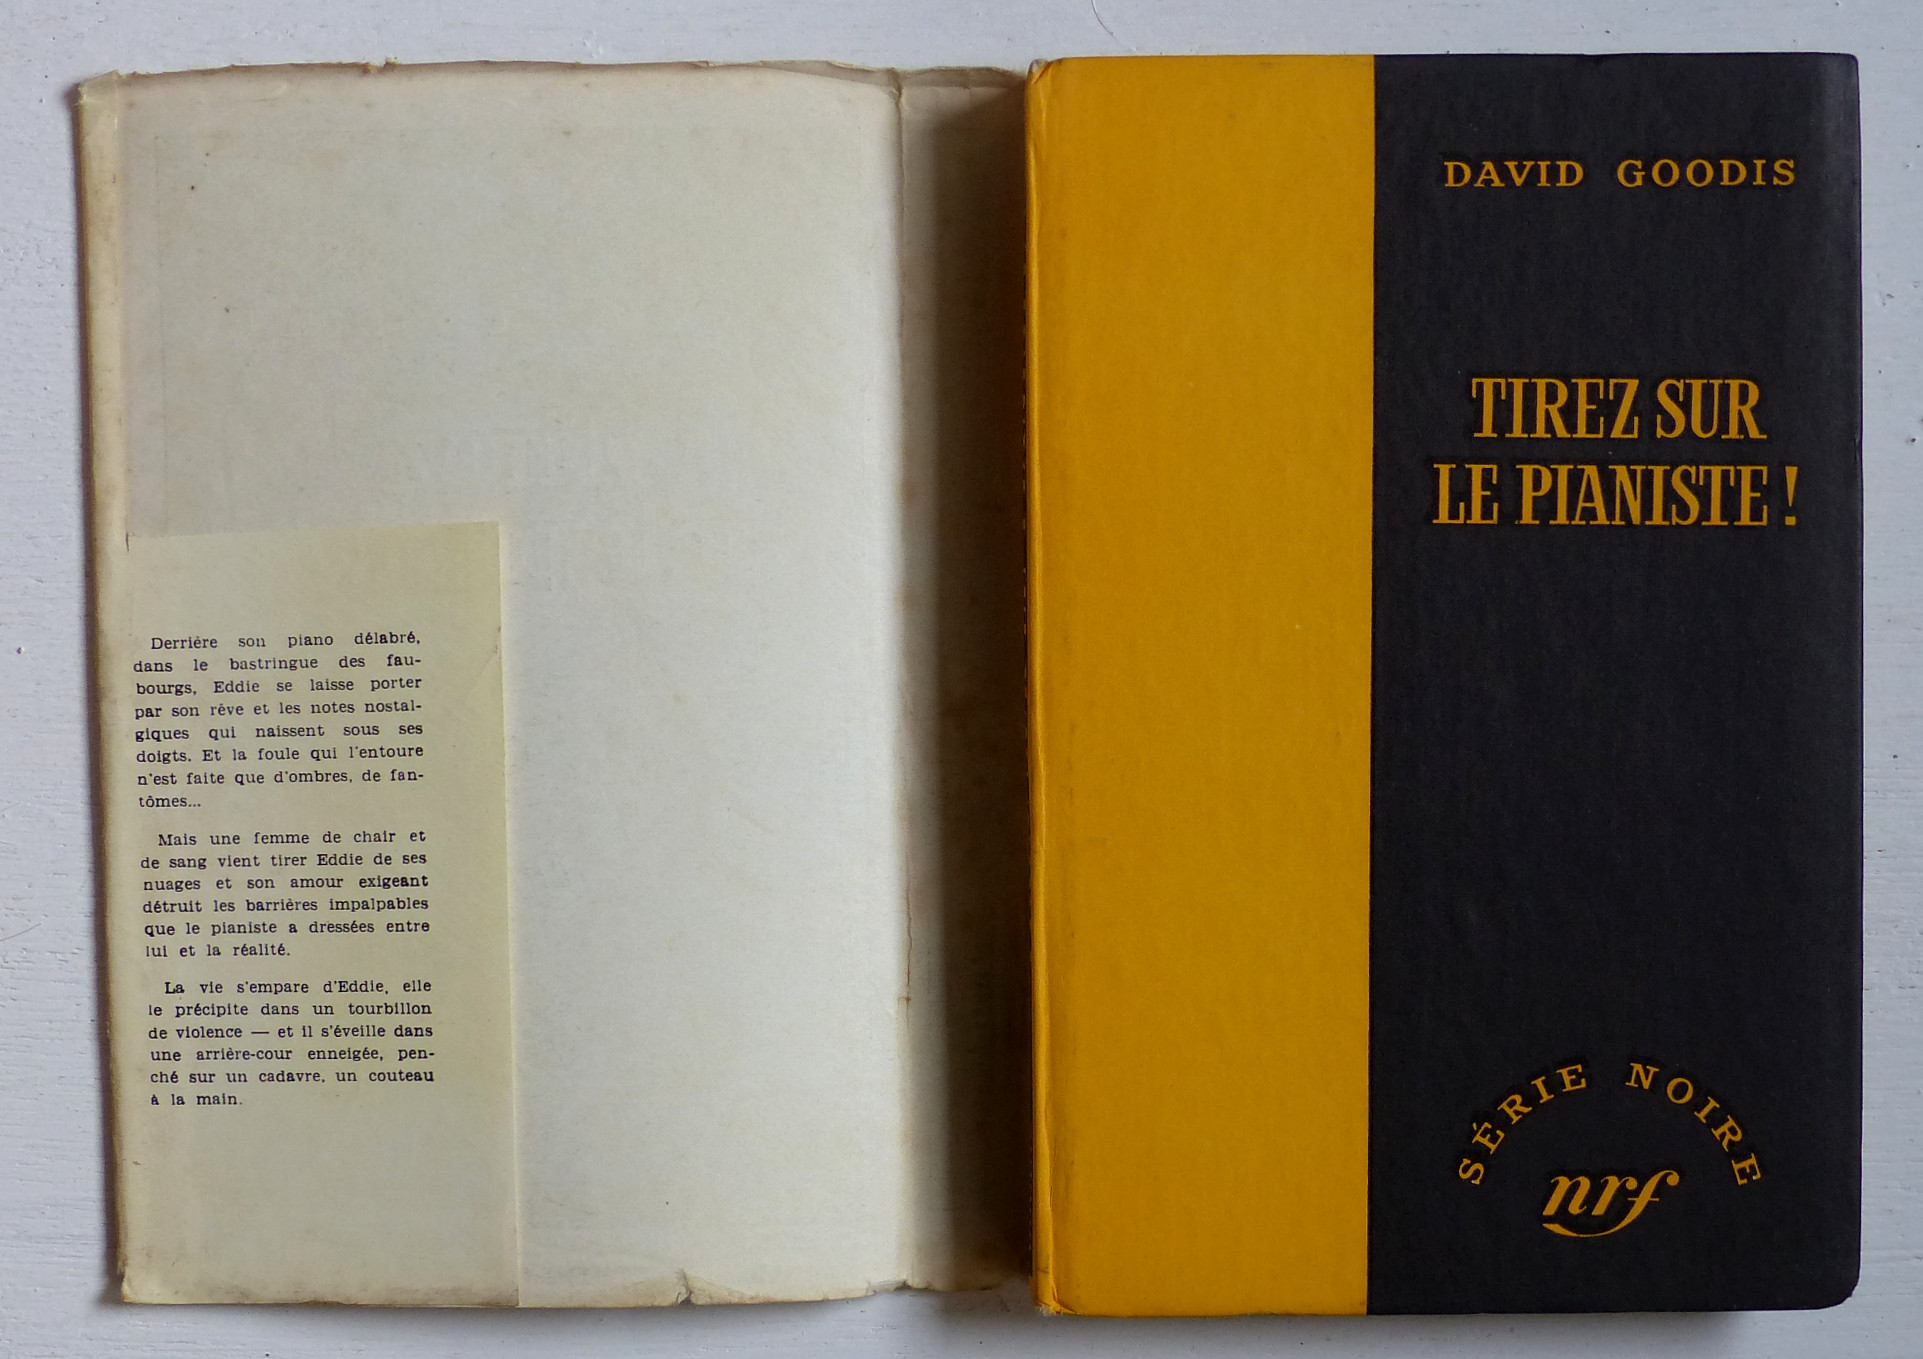 Derrière son piano délabré,
dans le bastringue des fau-
bourgs, Eddie se laisse porter
par son rêve et les notes nostal-
giques qui naissent sous ses
doigts. Et la foule qui l'entoure
n'est faite que d'ombres, de fan-
tômes...
Mais une femme de chair et
de sang vient tirer Eddie de ses
nuages et son amour exigeant
détruit les barrières impalpables
que le pianiste a dressées entre
lui et la réalité.
La vie s'empare d'Eddie, elle
le précipite dans un tourbillon
de violence — et il s'éveille dans
une arrière-cour enneigée, pen-
ché sur un cadavre, un couteau
à la main.
DAVID GOODIS
TIREZ SUR
LE PIANISTE !
SÉRIE NOIRE
nrf